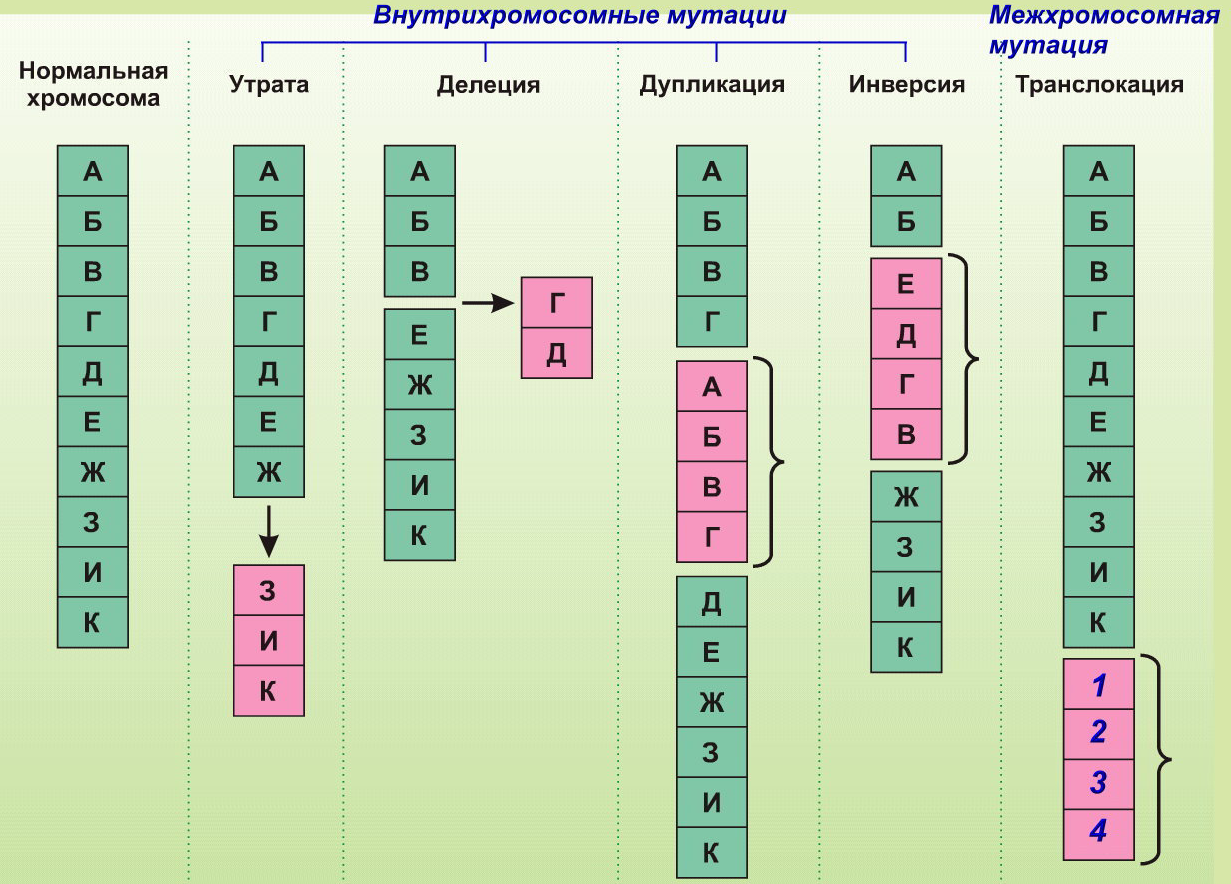 Внутрихромосомные мутации
Межхромосомная
мутация
Нормальная
хромосома
Утрата
Делеция
Дупликация
Инверсия
Транслокация
А
Б
В
Г
Д
Е
Ж
З
И
К
А
Б
В
Г
Д
Е
Ж
З
И
К
А
Б
В
Е
Ж
З
И
К
Г
Д
А
Б
В
Г
А
Б
В
Г
Д
Е
Ж
З
И
К
А
Б
Е
Д
Г
В
Ж
З
И
К
А
Б
В
Г
Д
Е
Ж
З
И
К
1
2
3
4